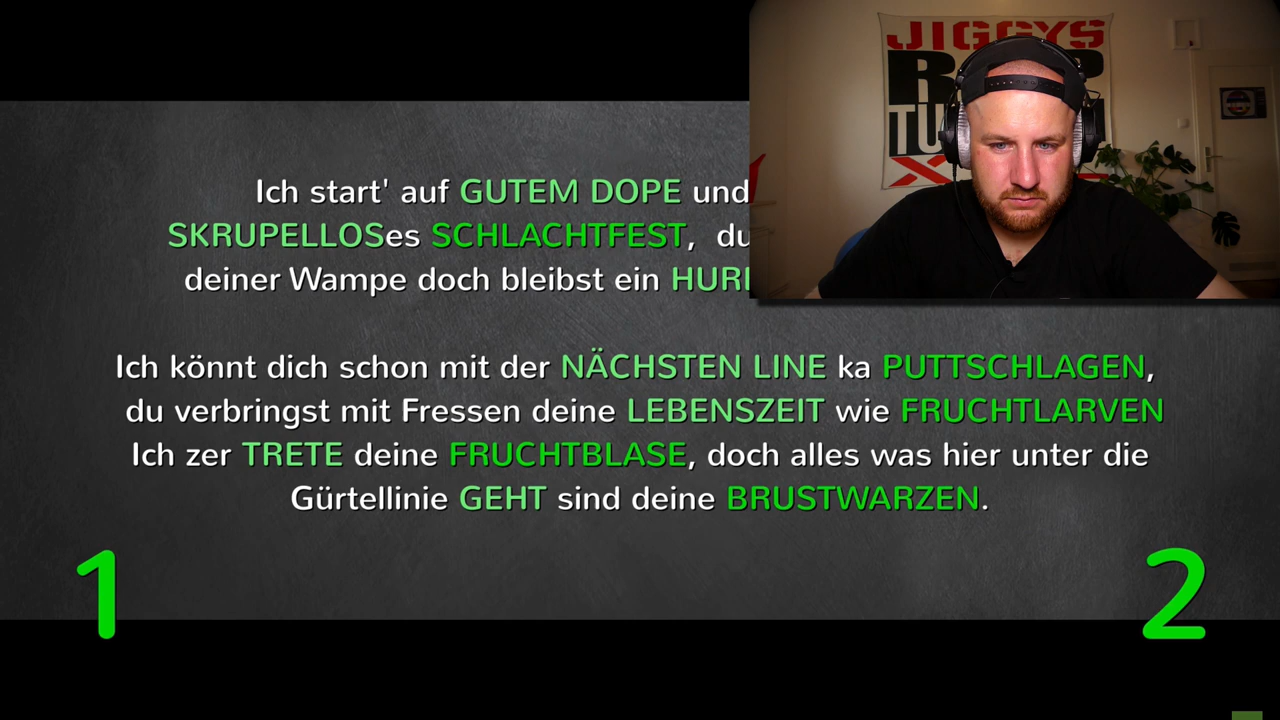 JIGGYS
Ich start' auf GUTEM DOPE und
SKRUPELLOSes SCHLACHTFEST, du
deiner Wampe doch bleibst ein
Ich könnt dich schon mit der NÄCHSTEN LINE ka PUTTSCHLAGEN,
du verbringst mit Fressen deine LEBENSZEIT wie FRUCHTLARVEN
Ich zer TRETE deine FRUCHTBLASE, doch alles was hier unter die
Gürtellinie GEHT sind deine BRUSTWARZEN.
1
2